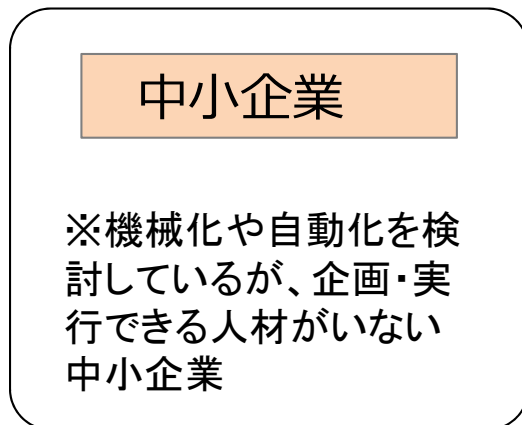 中小企業
※機械化や自動化を検
討しているが、企画・実
行できる人材がいない
中小企業